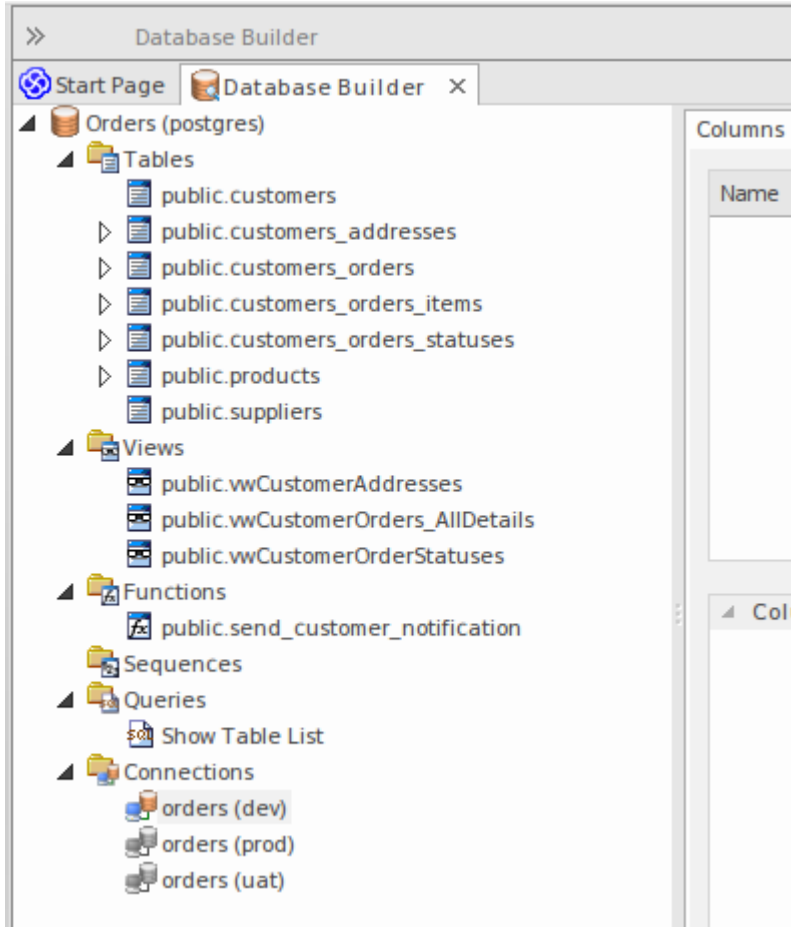 Database Builder
Start Page
Database Builder
Orders (postgres)
Columns
Tables
Name
public.customers
public.customers_addresses
public.customers_orders
public.customers_orders_items
public.customers_orders_statuses
public.products
public.suppliers
Views
public.vwCustomerAddresses
public.vwCustomerOrders_AllDetails
public.vwCustomerOrderStatuses
Functions
public.send_customer_notification
Col
Sequences
Queries
Show Table List
Connections
orders (dev)
orders (prod)
orders (uat)